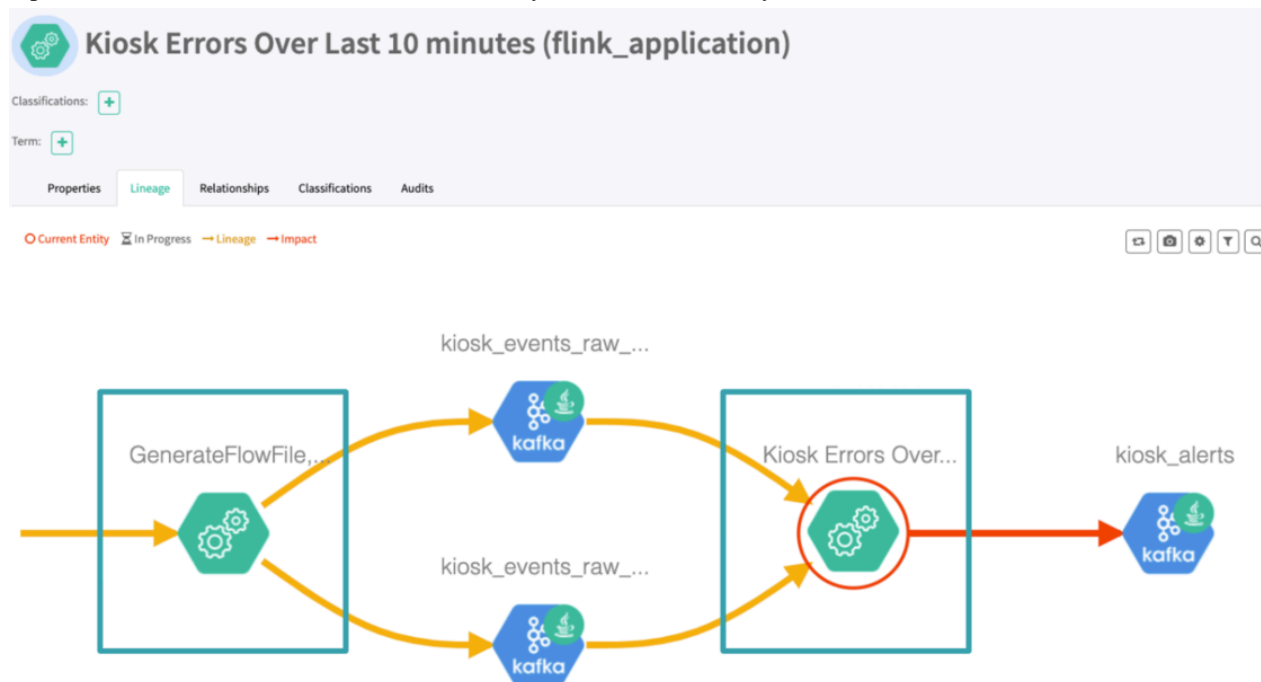 Kiosk Errors Over Last 10 minutes (flink_application)
Classifications:
Term:
Properties Lineage Relationships Classifications Audits
Current Entity In Progress Lineage Impact
kiosk_events_raw_...
kafka
GenerateFlowFile,...
Kiosk Errors Over...
kiosk_alerts
kafka
kiosk_events_raw_...
kafka